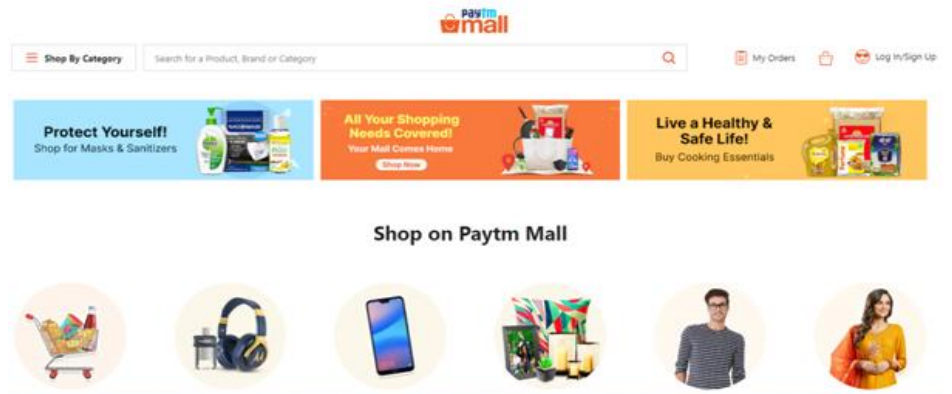 paytm
mall
Shop By Category
Search for a Product, Brand or Category
My Orders
Log In/Sign Up
Protect Yourself!
Shop for Masks & Sanitizers
All Your Shopping
Needs Covered!
Your Mall Comes Home
Shop Now
Live a Healthy &
Safe Life!
Buy Cooking Essentials
Shop on Paytm Mall